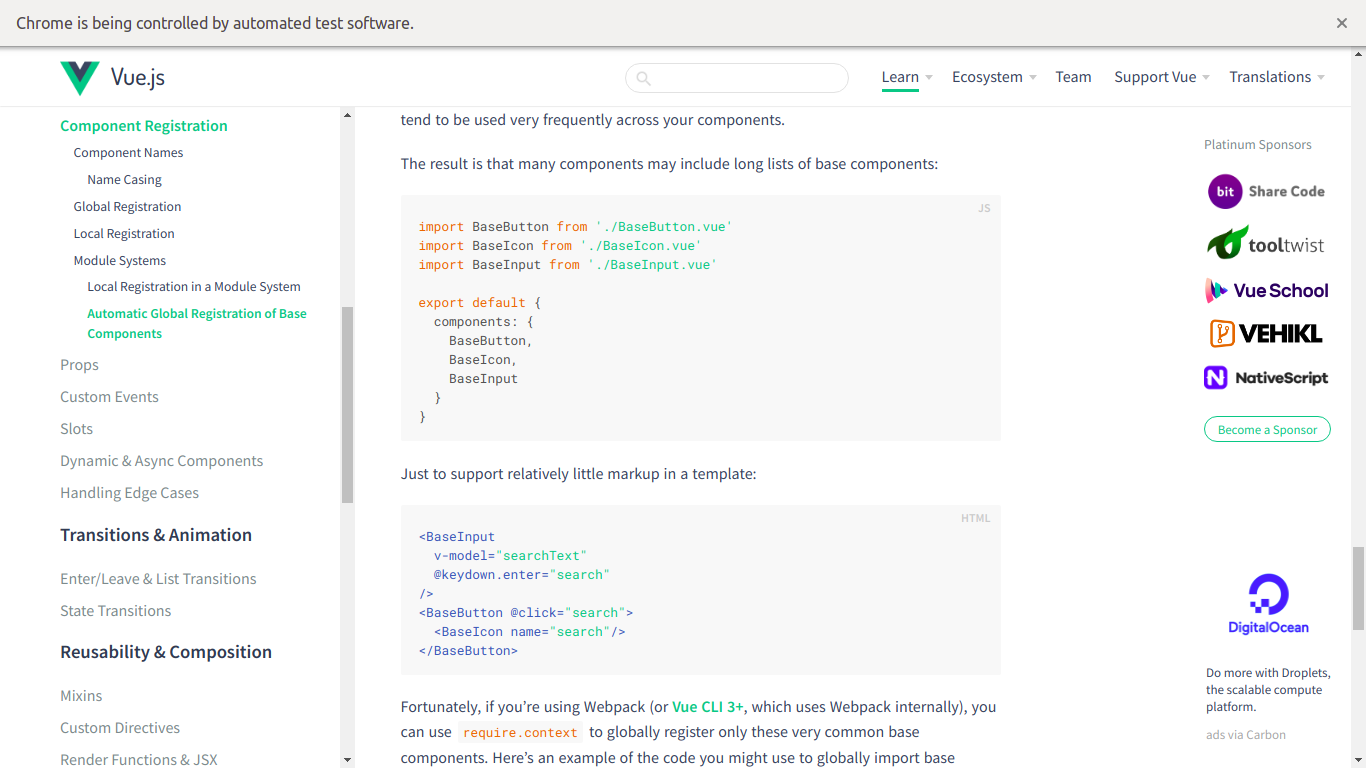 Chrome is being controlled by automated test software.
Vue.js
Learn
Ecosystem
Team
Support Vue
Translations
Component Registration
Component Names
Name Casing
Global Registration
Local Registration
Module Systems
Local Registration in a Module System
Automatic Global Registration of Base
Components
Props
Custom Events
Slots
Dynamic & Async Components
Handling Edge Cases
Transitions & Animation
Enter/Leave & List Transitions
State Transitions
Reusability & Composition
Mixins
Custom Directives
Render Functions & JSX
tend to be used very frequently across your components.
The result is that many components may include long lists of base components:
JS
import BaseButton from './BaseButton.vue'
import BaseIcon from './BaseIcon.vue'
import BaseInput from './BaseInput.vue'
export default {
components: {
BaseButton,
BaseIcon,
BaseInput
}
}
Just to support relatively little markup in a template:
HTML
<BaseInput
v-model="searchText"
@keydown.enter="search"
/>
<BaseButton @click="search">
<BaseIcon name="search"/>
</BaseButton>
Fortunately, if you’re using Webpack (or Vue CLI 3+, which uses Webpack internally), you
can use require.context to globally register only these very common base
components. Here’s an example of the code you might use to globally import base
Platinum Sponsors
bit Share Code
tooltwist
Vue School
VEHIKL
NativeScript
Become a Sponsor
DigitalOcean
Do more with Droplets,
the scalable compute
platform.
ads via Carbon